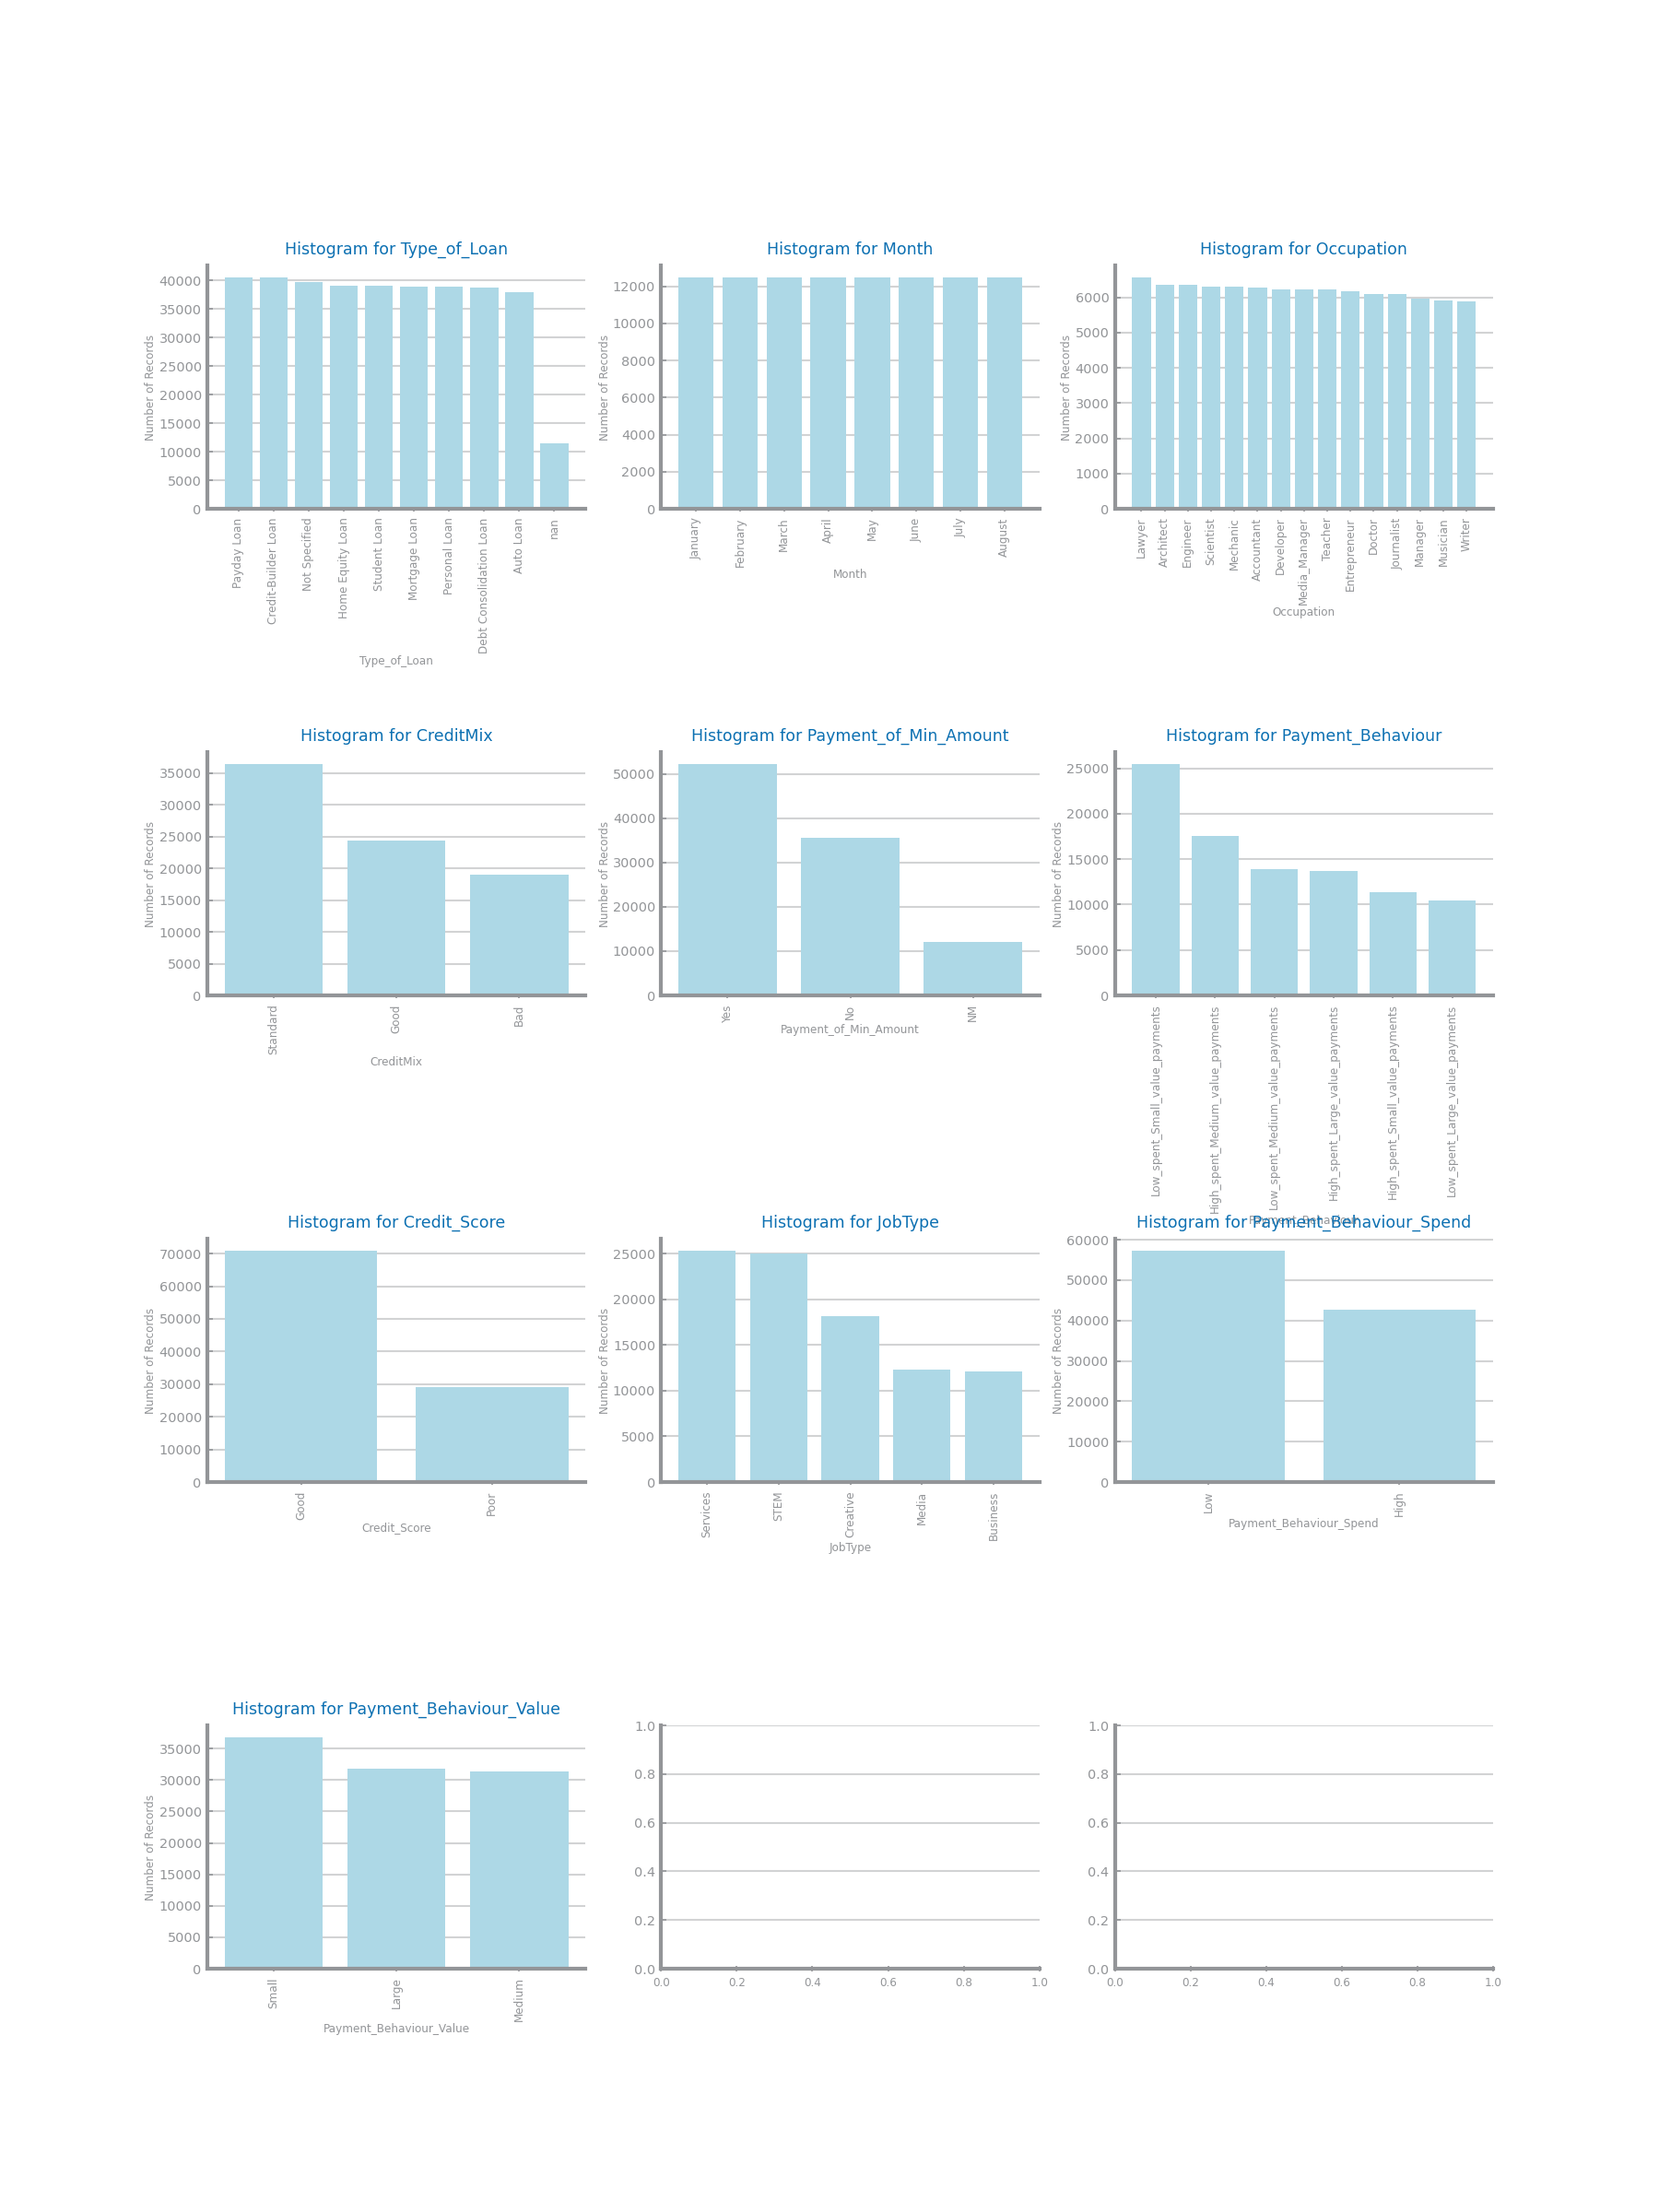 Histogram for Type_of_Loan
Number of Records
40000
35000
30000
25000
20000
15000
10000
5000
0
Payday Loan
Credit-Builder Loan
Not Specified
Home Equity Loan
Student Loan
Mortgage Loan
Personal Loan
Debt Consolidation Loan
Auto Loan
nan
Type_of_Loan
Histogram for Month
Number of Records
12000
10000
8000
6000
4000
2000
0
January
February
March
April
May
June
July
August
Month
Histogram for Occupation
Number of Records
6000
5000
4000
3000
2000
1000
0
Lawyer
Architect
Engineer
Scientist
Mechanic
Accountant
Developer
Media_Manager
Teacher
Entrepreneur
Doctor
Journalist
Manager
Musician
Writer
Occupation
Histogram for CreditMix
Number of Records
35000
30000
25000
20000
15000
10000
5000
0
Standard
Good
Bad
CreditMix
Histogram for Payment_of_Min_Amount
Number of Records
50000
40000
30000
20000
10000
0
Yes
No
NM
Payment_of_Min_Amount
Histogram for Payment_Behaviour
Number of Records
25000
20000
15000
10000
5000
0
Low_spent_Small_value_payments
High_spent_Medium_value_payments
Low_spent_Medium_value_payments
High_spent_Large_value_payments
High_spent_Small_value_payments
Low_spent_Large_value_payments
Payment_Behaviour
Histogram for Credit_Score
Number of Records
70000
60000
50000
40000
30000
20000
10000
0
Good
Poor
Credit_Score
Histogram for JobType
Number of Records
25000
20000
15000
10000
5000
0
Services
STEM
Creative
Media
Business
JobType
Histogram for Payment_Behaviour_Spend
Number of Records
60000
50000
40000
30000
20000
10000
0
Low
High
Payment_Behaviour_Spend
Histogram for Payment_Behaviour_Value
Number of Records
35000
30000
25000
20000
15000
10000
5000
0
Small
Large
Medium
Payment_Behaviour_Value
1.0
0.8
0.6
0.4
0.2
0.0
0.0 0.2 0.4 0.6 0.8 1.0
1.0
0.8
0.6
0.4
0.2
0.0
0.0 0.2 0.4 0.6 0.8 1.0